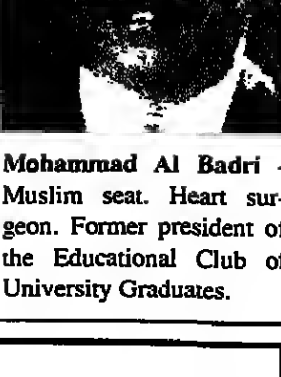 Mohammad Al Badri -
Muslim seat. Heart sur-
geon. Former president of
the Educational Club of
University Graduates.